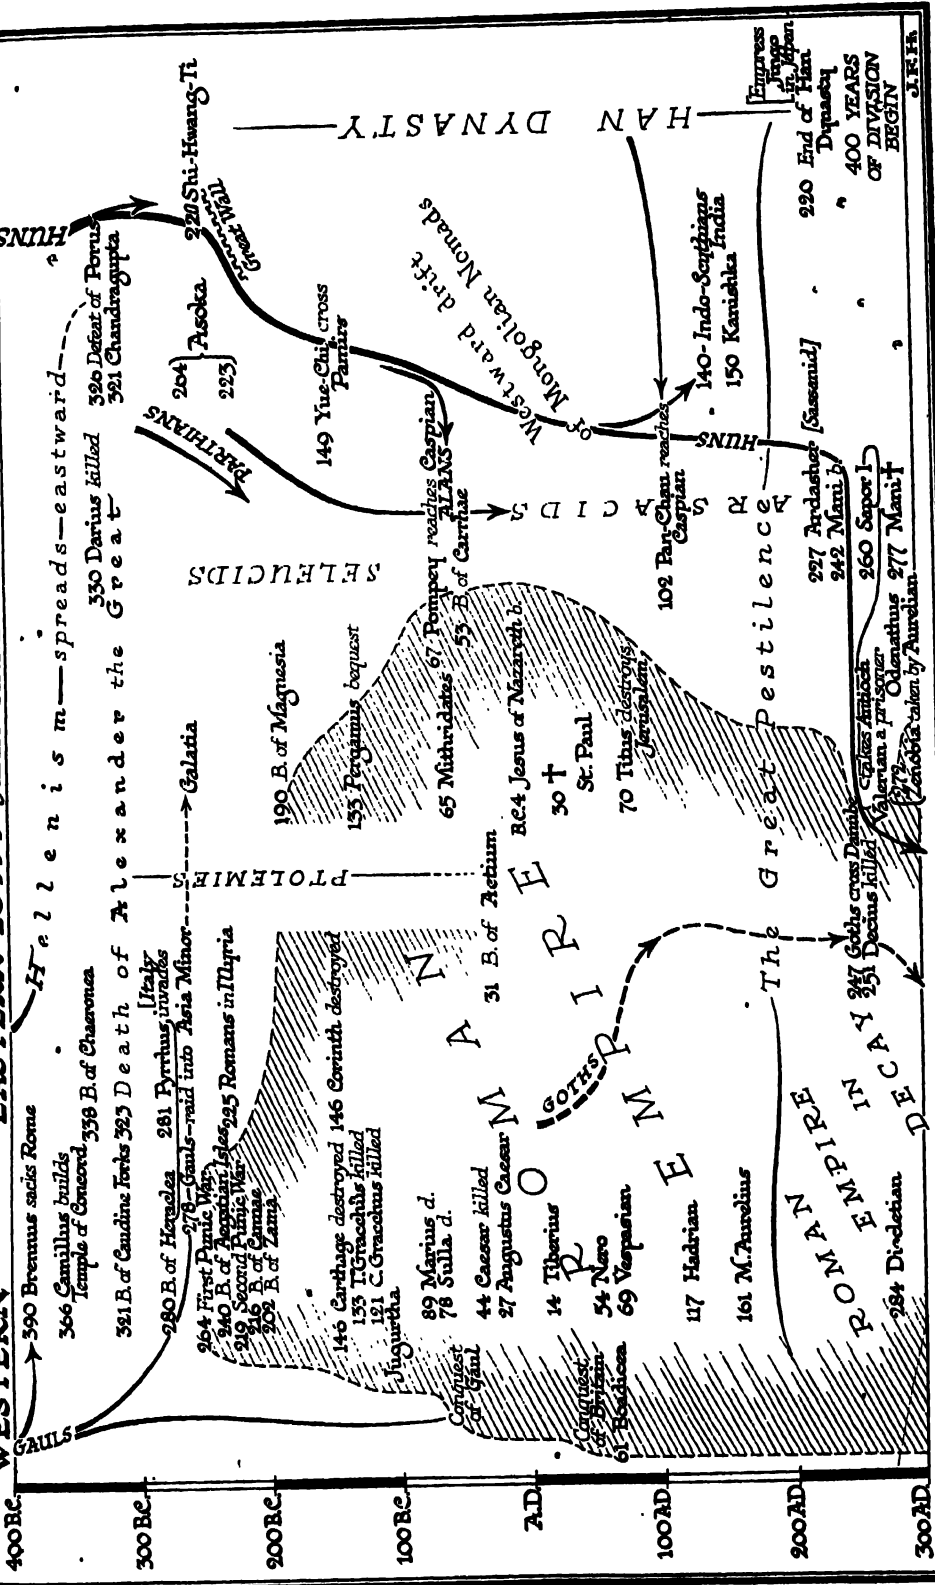 WESTERN
400 B.C.
300 B.C.
200 B.C.
100 B.C.
A.D.
100 A.D.
200 A.D.
300 A.D.
GAULS
390 Brennus sacks Rome
366 Camillus builds
Temple of Concord
338 B. of Chaeronea
321 B. of Caudine Forks
323 Death of Alexander the Great
Hellenism—spreads—eastward
330 Darius killed
326 Defeat of Porus
321 Chandragupta
HUNS
280 B. of Heraclea
281 Pyrrhus invades
[Italy
278—Gauls—raid into Asia Minor
Galatia
264 First Punic War
240 B. of Aegatian Isles
225 Romans in Illyria
219 Second Punic War
216 B. of Cannae
202 B. of Zama
PARTHIANS
264
223
Asoka
220 Shi-Hwang-Ti
Great Wall
SELEUCIDS
PTOLEMIES
190 B. of Magnesia
146 Carthage destroyed
146 Corinth destroyed
133 T. Gracchus killed
121 C. Gracchus killed
Jugurtha
133 Pergamus bequest
149 Yue-Chi cross
Pamirs
HAN DYNASTY
89 Marius d.
78 Sulla d.
65 Mithridates
67 Pompey reaches Caspian
ALANS
53 B. of Carrhae
Westward drift
of Mongolian Nomads
Conquest
of Gaul
44 Caesar killed
27 Augustus Caesar
31 B. of Actium
B.C. 4 Jesus of Nazareth b.
ROMAN
EMPIRE
ARSACIDS
14 Tiberius
30 ✝
St. Paul
GOTHS
54 Nero
Conquest
of Britain
61 Boadicea
69 Vespasian
70 Titus destroys
Jerusalem
102 Pan-Chau reaches
Caspian
HUNS
117 Hadrian
140-Indo-Scythians
India
150 Kanishka
161 M. Aurelius
The Great Pestilence
[Empress
Jingo
in Japan
ROMAN
EMPIRE
IN
DECAY
227 Ardasher [Sassanid]
242 Mani b.
220 End of Han
Dynasty
400 YEARS
OF DIVISION
BEGIN
247 Goths cross Danube
251 Decius killed
260 Sapor I
takes Antioch
Valerian a prisoner
Odenathus
277 Mani ✝
272
Zenobia taken by Aurelian
284 Diocletian
J.F.H.